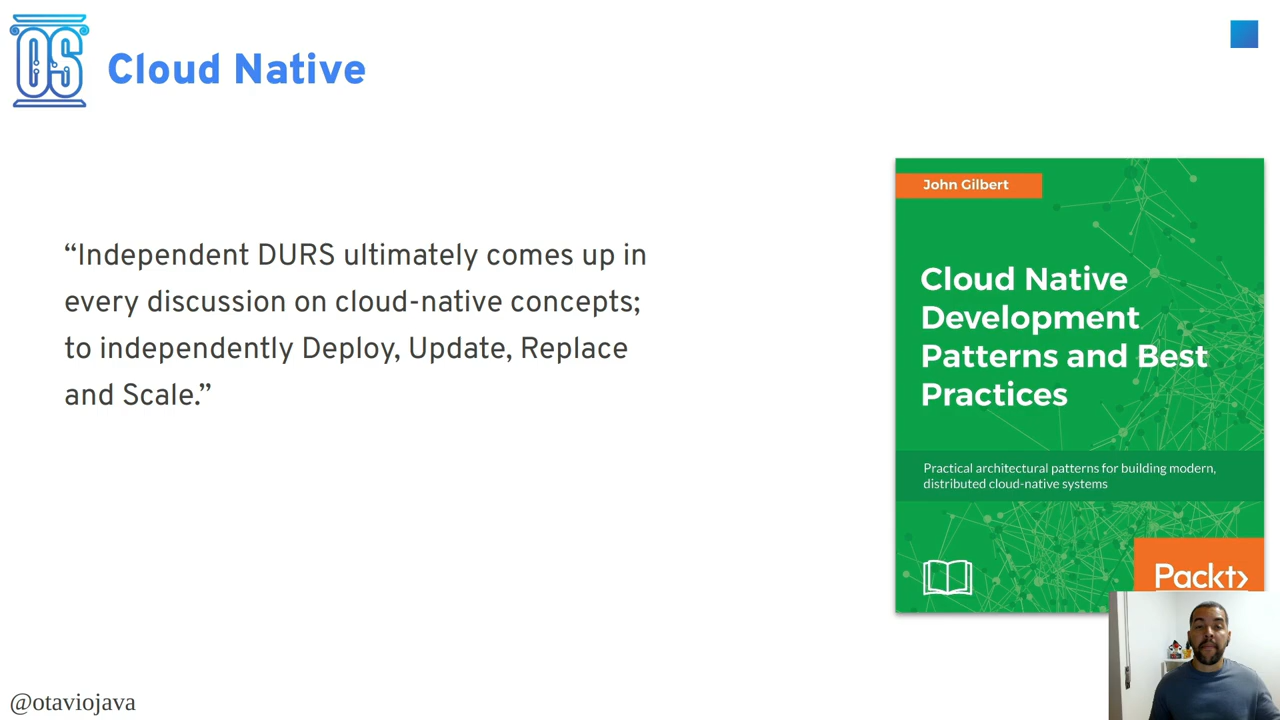 OS
Cloud Native
“Independent DURS ultimately comes up in
every discussion on cloud-native concepts;
to independently Deploy, Update, Replace
and Scale.”
John Gilbert
Cloud Native
Development
Patterns and Best
Practices
Practical architectural patterns for building modern,
distributed cloud-native systems
Packt>
@otaviojava